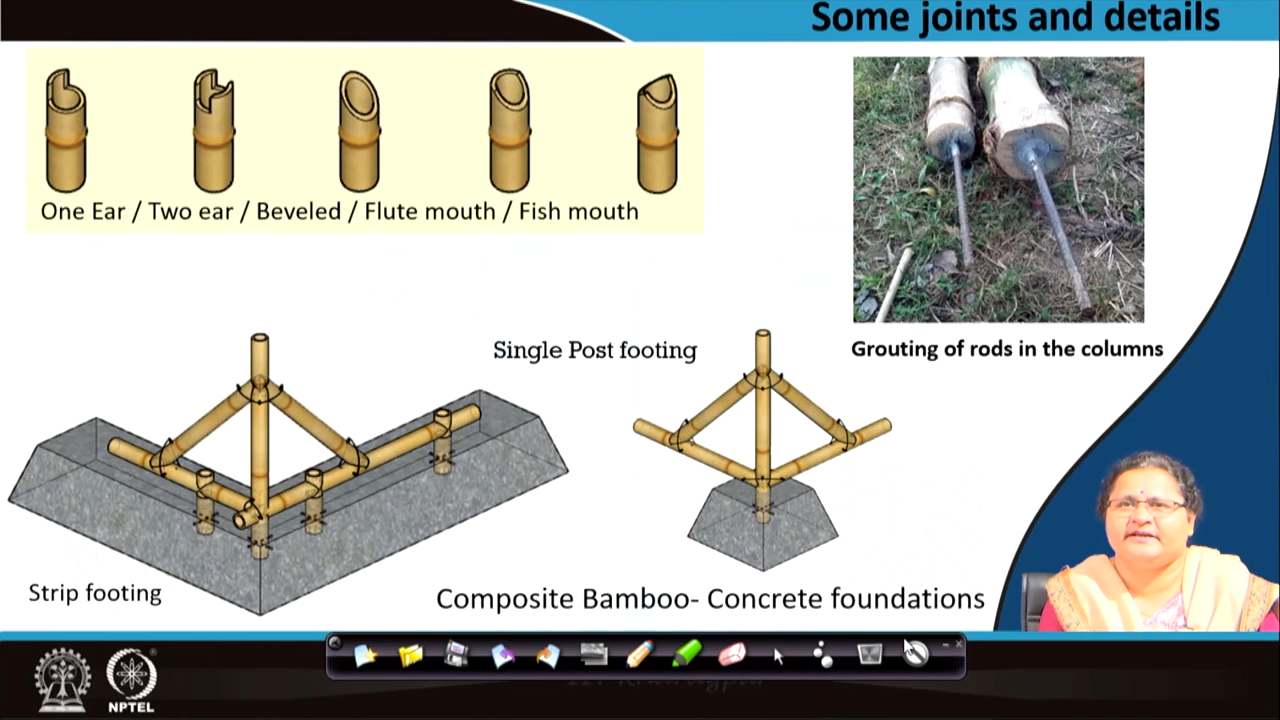 Some joints and details
One Ear / Two ear / Beveled / Flute mouth / Fish mouth
Single Post footing
Grouting of rods in the columns
Strip footing
Composite Bamboo- Concrete foundations
NPTEL